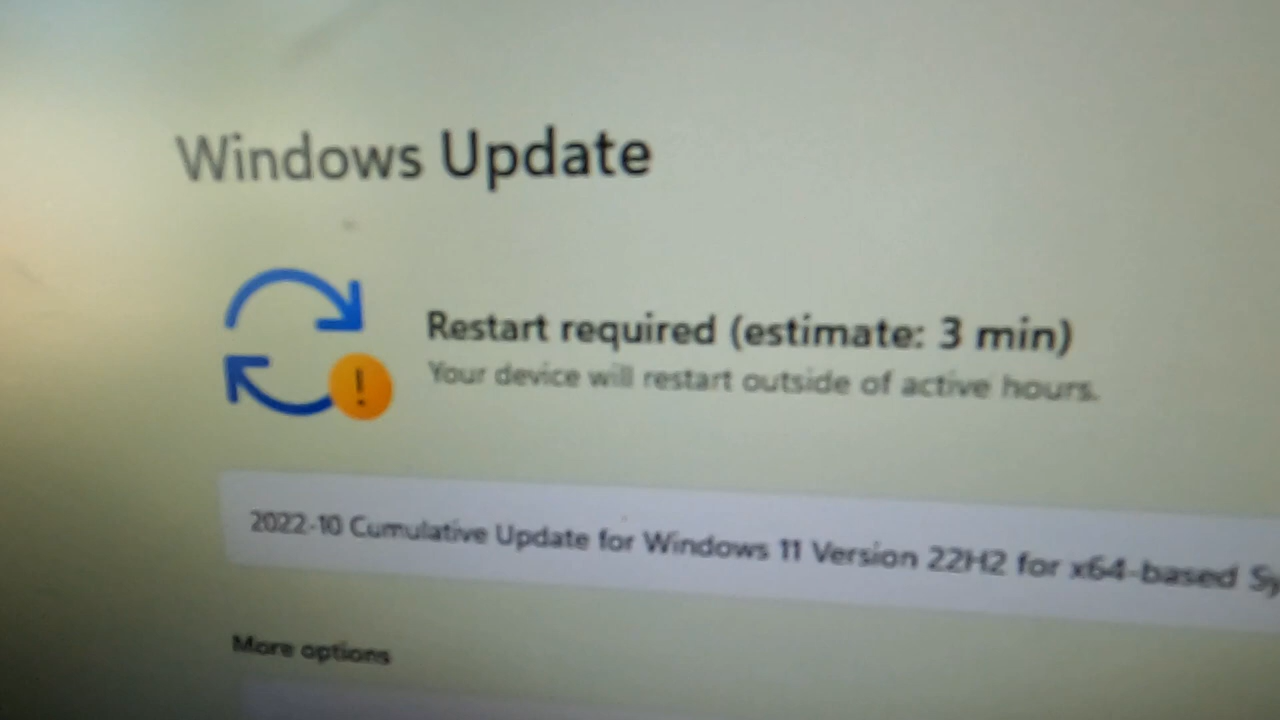 Windows Update
Restart required (estimate: 3 min)
Your device will restart outside of active hours.
2022-10 Cumulative Update for Windows 11 Version 22H2 for x64-based Sy
More options